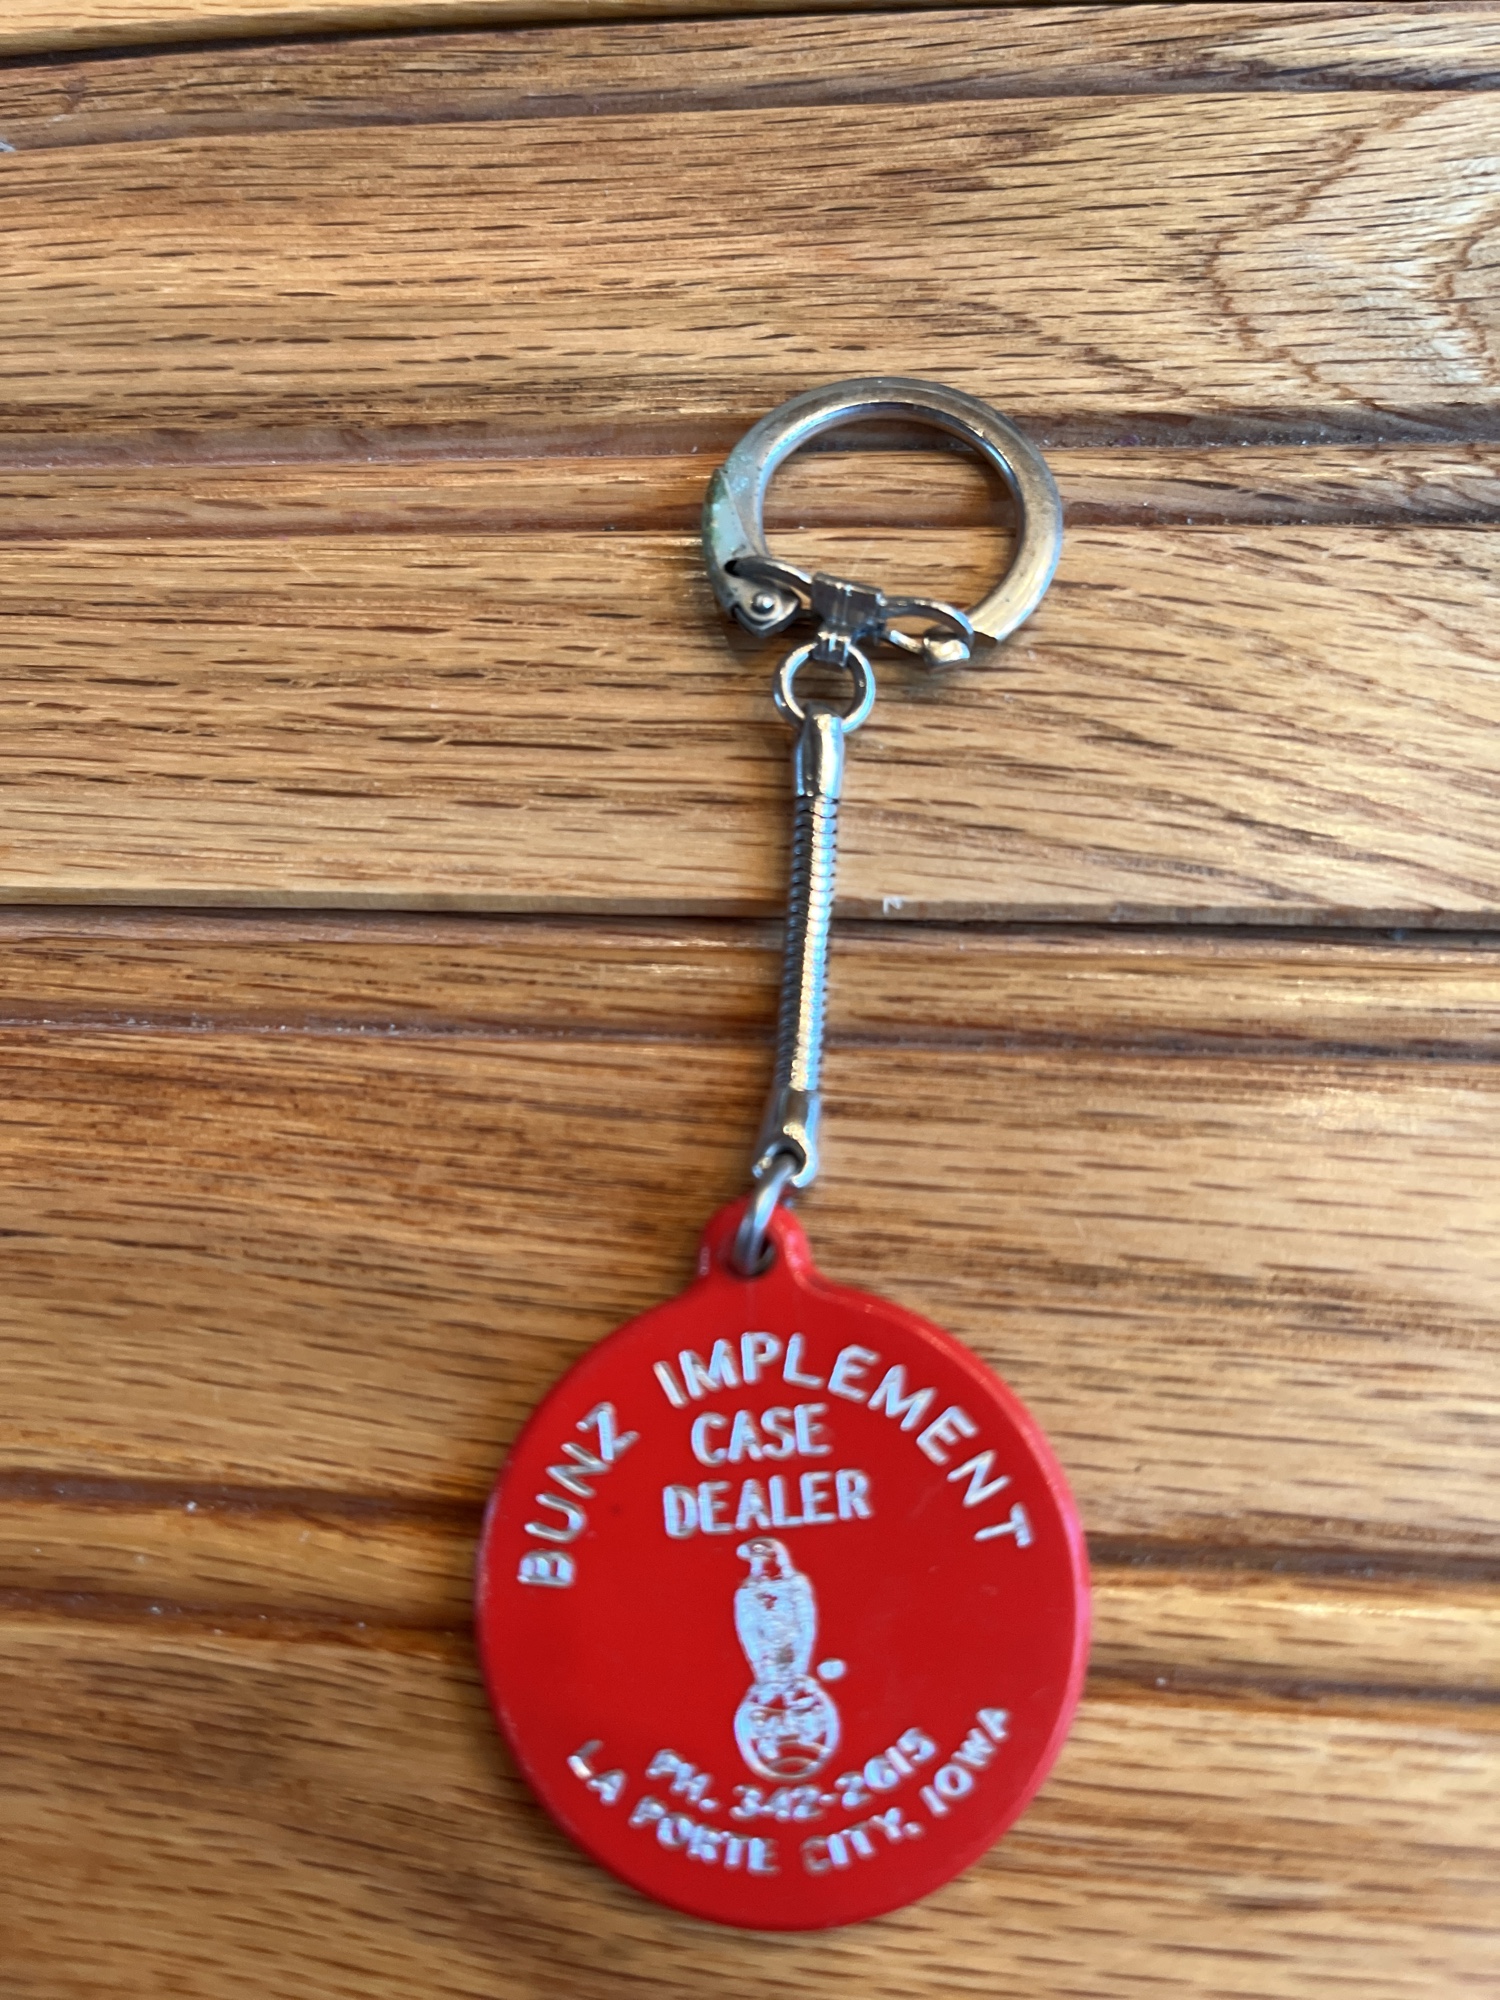 BUNZ IMPLEMENT
CASE
DEALER
PH. 342-2615
LA PORTE CITY, IOWA